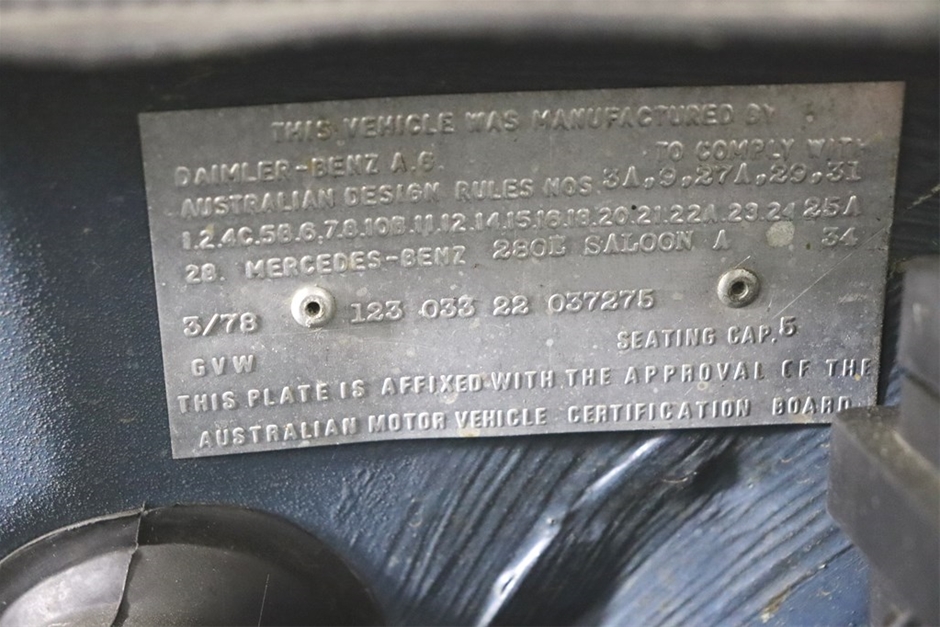 THIS VEHICLE WAS MANUFACTURED BY
DAIMLER-BENZ A.G. TO COMPLY WITH
AUSTRALIAN DESIGN RULES NOS 3A,9,27A,29,31
1.2.4C.5B.6.7.8.10B.11.12.14.15.16.18.20.21.22A.23.24 25A
28. MERCEDES-BENZ 280E SALOON A 34
3/78 123 033 22 037275
GVW SEATING CAP. 5
THIS PLATE IS AFFIXED WITH THE APPROVAL OF THE
AUSTRALIAN MOTOR VEHICLE CERTIFICATION BOARD